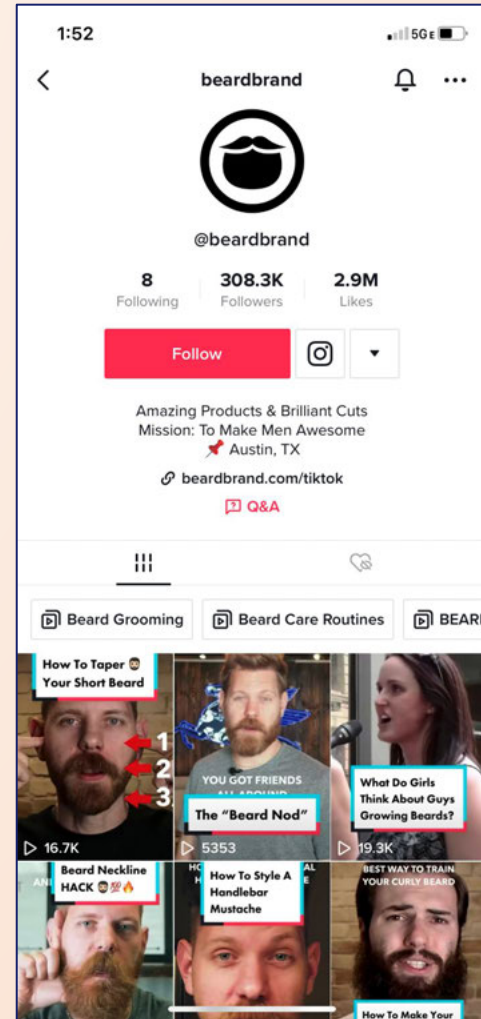 1:52
5G E
beardbrand
@beardbrand
8 308.3K 2.9M
Following Followers Likes
Follow
Amazing Products & Brilliant Cuts
Mission: To Make Men Awesome
📌 Austin, TX
beardbrand.com/tiktok
Q&A
Beard Grooming Beard Care Routines
How To Taper 🧔🏻
Your Short Beard
1
2
3
16.7K
YOU GOT FRIENDS
ALL AROUND
The "Beard Nod"
5353
What Do Girls
Think About Guys
Growing Beards?
19.3K
Beard Neckline
HACK 🧔🏻💯🔥
How To Style A
Handlebar
Mustache
BEST WAY TO TRAIN
YOUR CURLY BEARD
How To Make Your